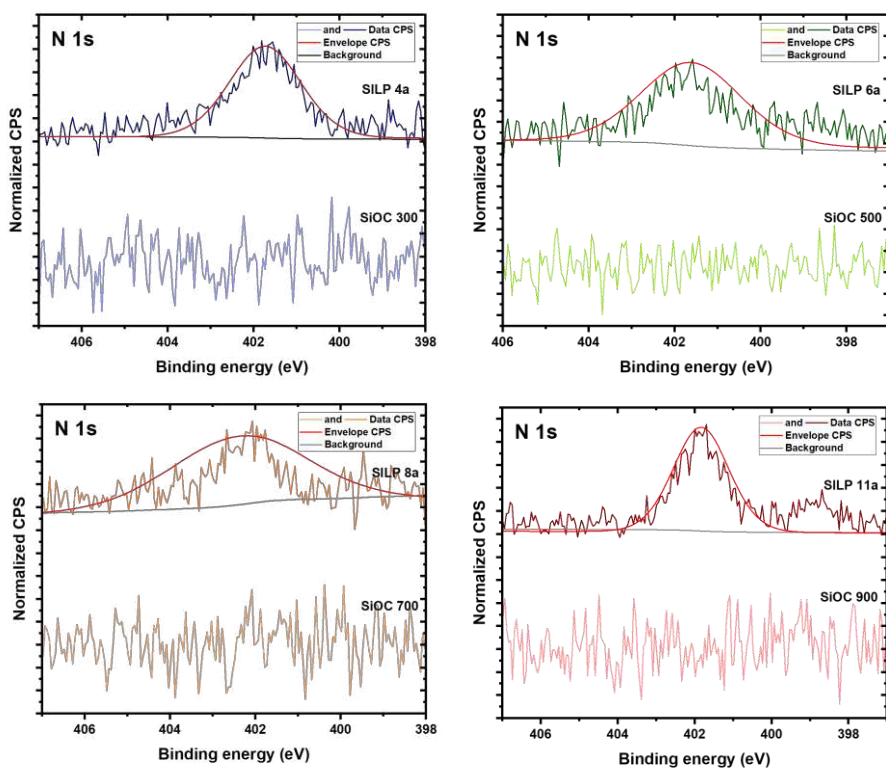 N 1s
and Data CPS
Envelope CPS
Background
SILP 4a
SiOC 300
Normalized CPS
406 404 402 400 398
Binding energy (eV)
N 1s
and Data CPS
Envelope CPS
Background
SILP 6a
SiOC 500
Normalized CPS
406 404 402 400 398
Binding energy (eV)
N 1s
and Data CPS
Envelope CPS
Background
SILP 8a
SiOC 700
Normalized CPS
406 404 402 400 398
Binding energy (eV)
N 1s
and Data CPS
Envelope CPS
Background
SILP 11a
SiOC 900
Normalized CPS
406 404 402 400 398
Binding energy (eV)